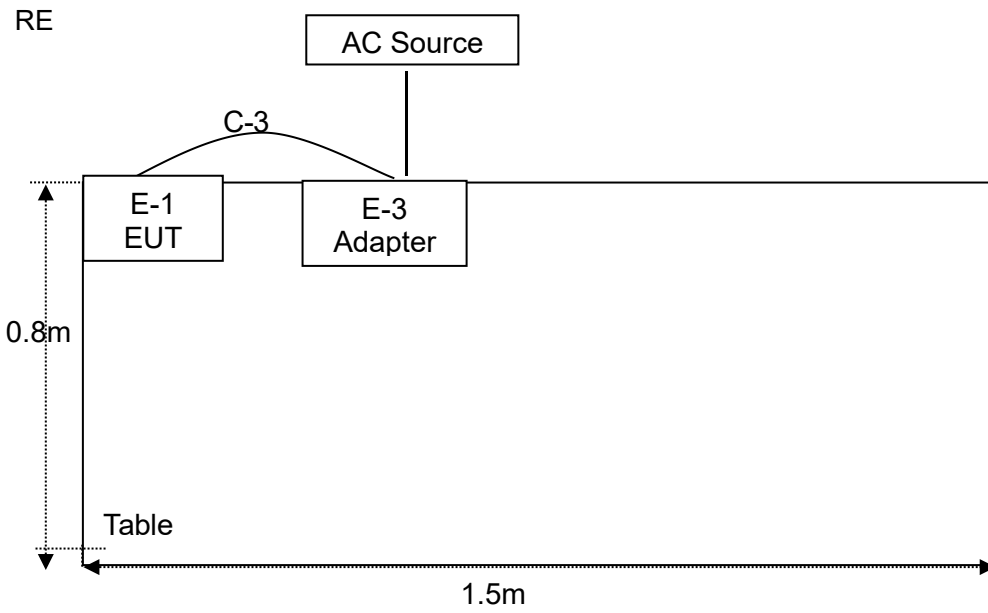 RE
AC Source
C-3
E-1
EUT
E-3
Adapter
0.8m
Table
1.5m